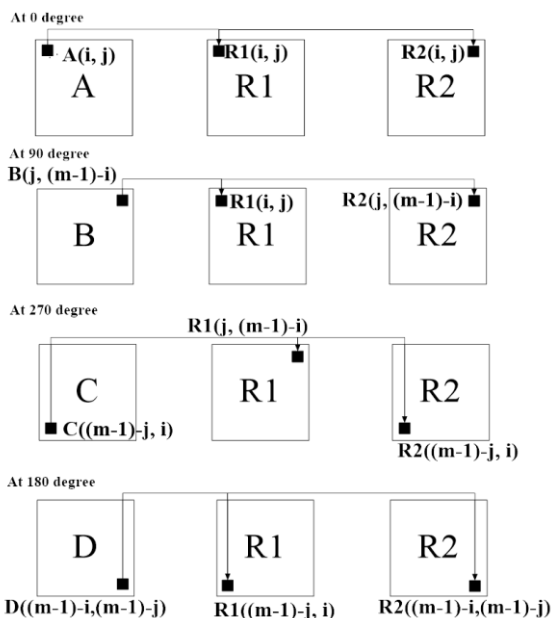 At 0 degree
A(i, j) R1(i, j) R2(i, j)
A R1 R2
At 90 degree
B(j, (m-1)-i)
R1(i, j) R2(j, (m-1)-i)
B R1 R2
At 270 degree
R1(j, (m-1)-i)
C R1 R2
C((m-1)-j, i)
R2((m-1)-j, i)
At 180 degree
D R1 R2
D((m-1)-i,(m-1)-j) R1((m-1)-j, i) R2((m-1)-i,(m-1)-j)